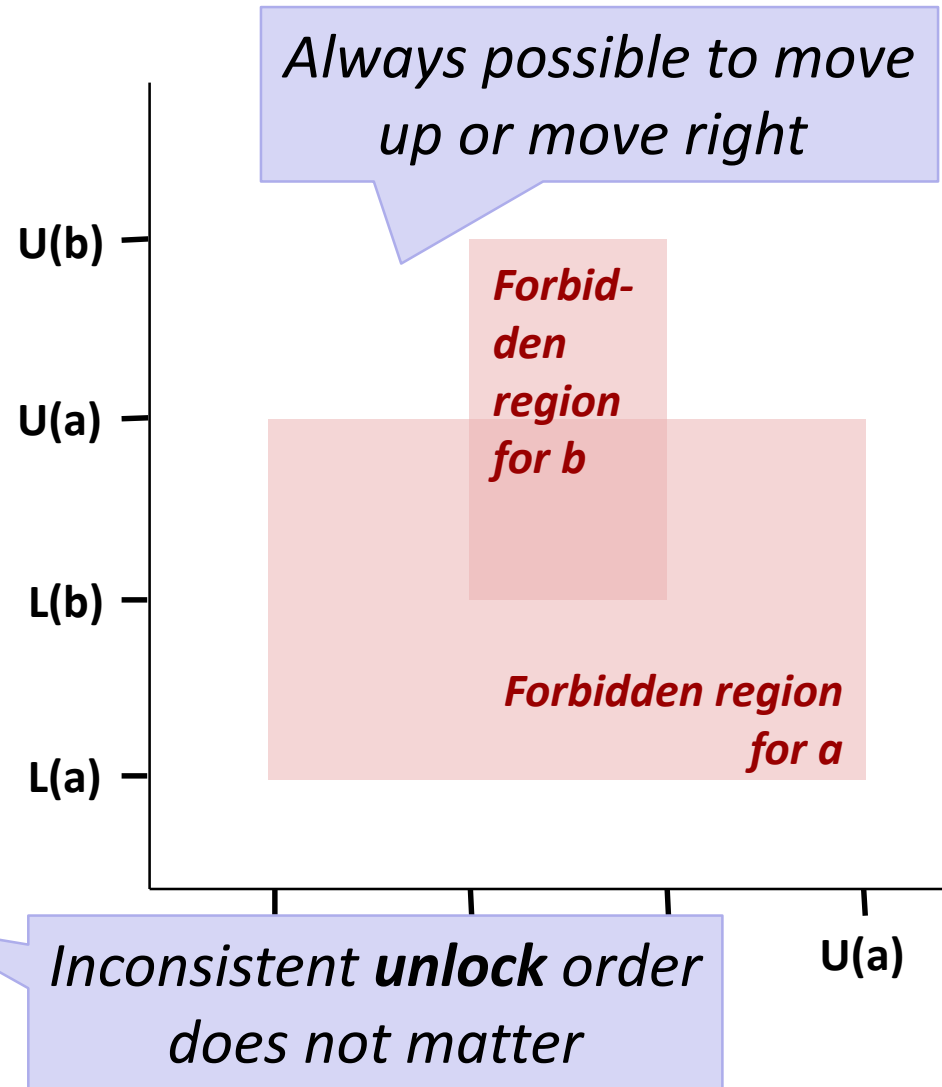 Always possible to move
up or move right
U(b)
Forbid-
den
region
for b
U(a)
L(b)
Forbidden region
for a
L(a)
U(a)
Inconsistent unlock order
does not matter